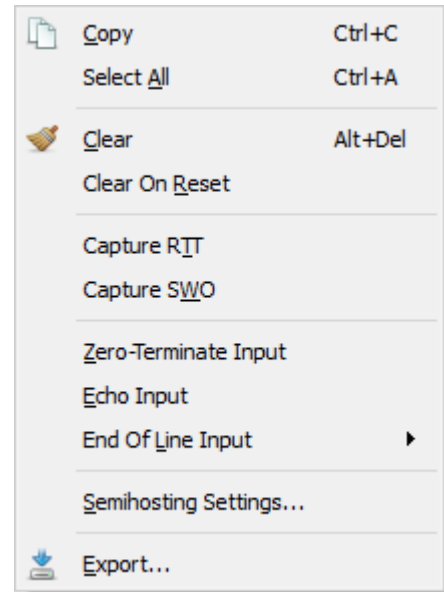 Copy Ctrl+C
Select All Ctrl+A
Clear Alt+Del
Clear On Reset
Capture RTT
Capture SWO
Zero-Terminate Input
Echo Input
End Of Line Input
Semihosting Settings...
Export...